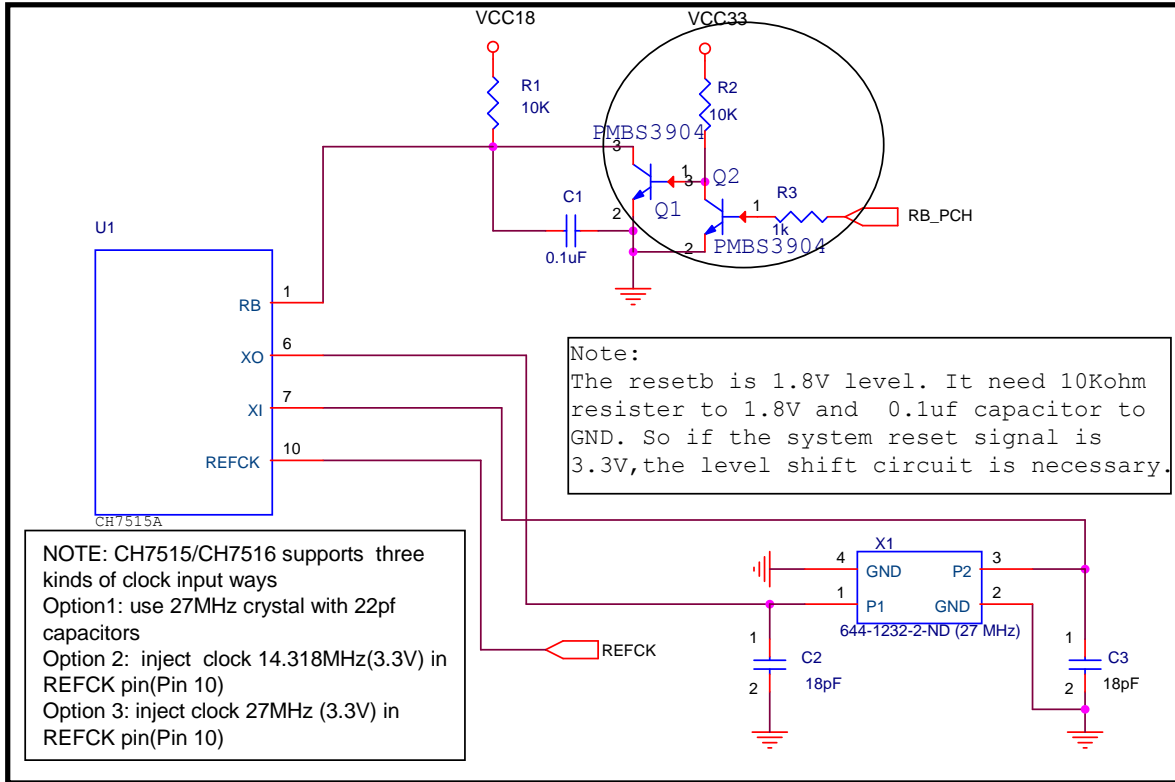 VCC18
VCC33
R1
10K
R2
10K
PMBS3904
3
1
3
Q2
Q1
2
R3
1
1k
RB_PCH
PMBS3904
2
C1
0.1uF
U1
RB
1
XO
6
XI
7
REFCK
10
CH7515A
Note:
The resetb is 1.8V level. It need 10Kohm
resister to 1.8V and 0.1uf capacitor to
GND. So if the system reset signal is
3.3V,the level shift circuit is necessary.
NOTE: CH7515/CH7516 supports three
kinds of clock input ways
Option1: use 27MHz crystal with 22pf
capacitors
Option 2: inject clock 14.318MHz(3.3V) in
REFCK pin(Pin 10)
Option 3: inject clock 27MHz (3.3V) in
REFCK pin(Pin 10)
REFCK
X1
4
GND
P2
3
1
P1
GND
2
644-1232-2-ND (27 MHz)
1
C2
18pF
2
1
C3
18pF
2